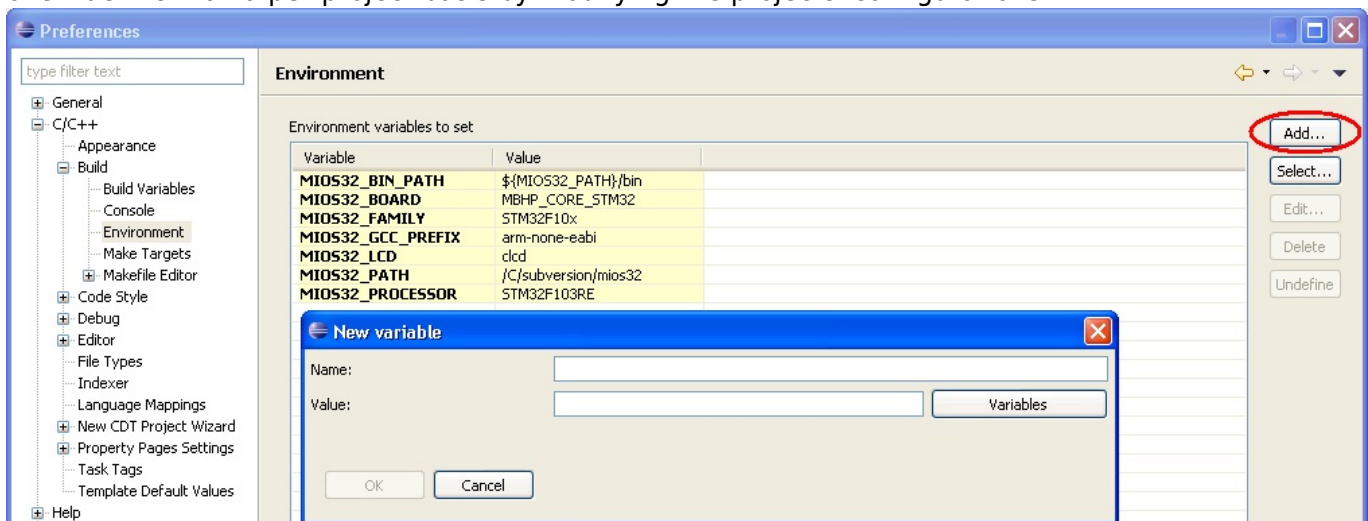 Preferences
type filter text
Environment
General
C/C++
Appearance
Build
Build Variables
Console
Environment
Make Targets
Makefile Editor
Code Style
Debug
Editor
File Types
Indexer
Language Mappings
New CDT Project Wizard
Property Pages Settings
Task Tags
Template Default Values
Help
Environment variables to set
Variable Value
MIOS32_BIN_PATH ${MIOS32_PATH}/bin
MIOS32_BOARD MBHP_CORE_STM32
MIOS32_FAMILY STM32F10x
MIOS32_GCC_PREFIX arm-none-eabi
MIOS32_LCD clcd
MIOS32_PATH /C/subversion/mios32
MIOS32_PROCESSOR STM32F103RE
Add...
Select...
Edit...
Delete
Undefine
New variable
Name:
Value:
Variables
OK Cancel